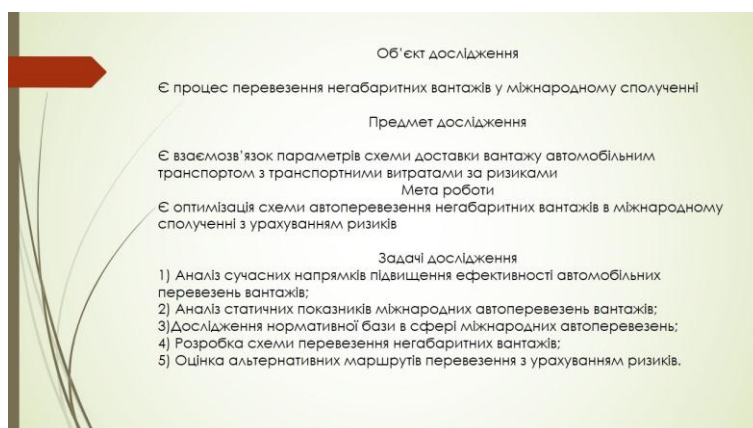 Об’єкт дослідження
Є процес перевезення негабаритних вантажів у міжнародному сполученні
Предмет дослідження
Є взаємозв’язок параметрів схеми доставки вантажу автомобільним
транспортом з транспортними витратами за ризиками
Мета роботи
Є оптимізація схеми автоперевезення негабаритних вантажів в міжнародному
сполученні з урахуванням ризиків
Задачі дослідження
1) Аналіз сучасних напрямків підвищення ефективності автомобільних
перевезень вантажів;
2) Аналіз статичних показників міжнародних автоперевезень вантажів;
3)Дослідження нормативної бази в сфері міжнародних автоперевезень;
4) Розробка схеми перевезення негабаритних вантажів;
5) Оцінка альтернативних маршрутів перевезення з урахуванням ризиків.